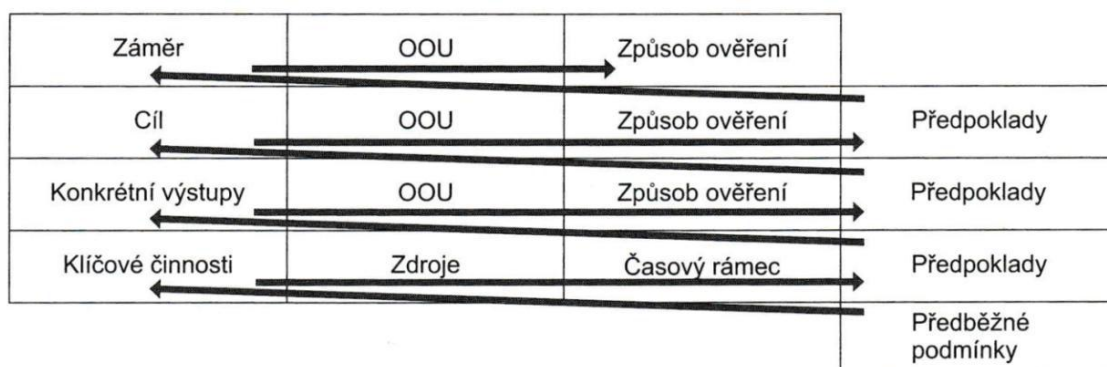 Záměr OOU Způsob ověření
Cíl OOU Způsob ověření Předpoklady
Konkrétní výstupy OOU Způsob ověření Předpoklady
Klíčové činnosti Zdroje Časový rámec Předpoklady
Předběžné
podmínky